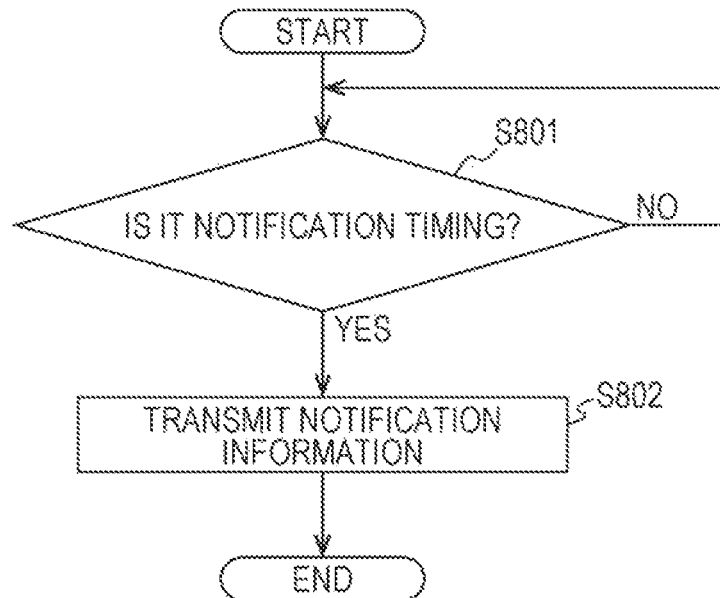 START
S801
IS IT NOTIFICATION TIMING?
NO
YES
S802
TRANSMIT NOTIFICATION
INFORMATION
END